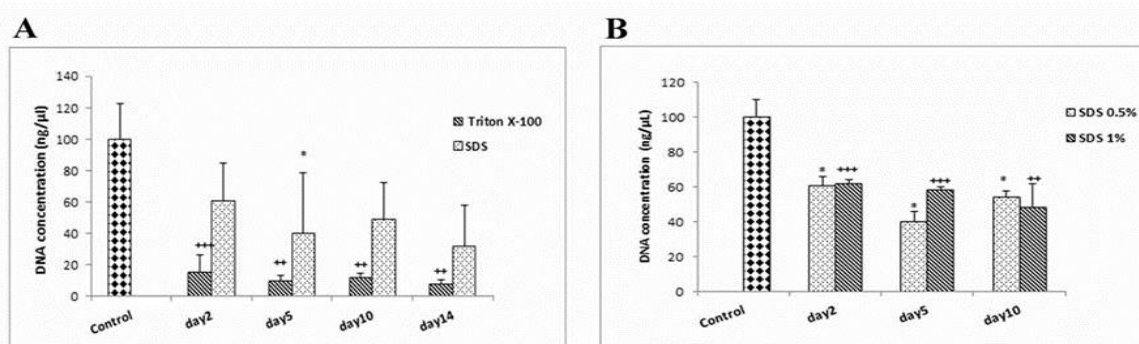 A
DNA concentration (ng/µl)
140
120
100
80
60
40
20
0
+++
++
*
++
++
Control
day2
day5
day10
day14
Triton X-100
SDS
B
DNA concentration (ng/µL)
120
100
80
60
40
20
0
*
+++
*
+++
*
++
Control
day2
day5
day10
SDS 0.5%
SDS 1%